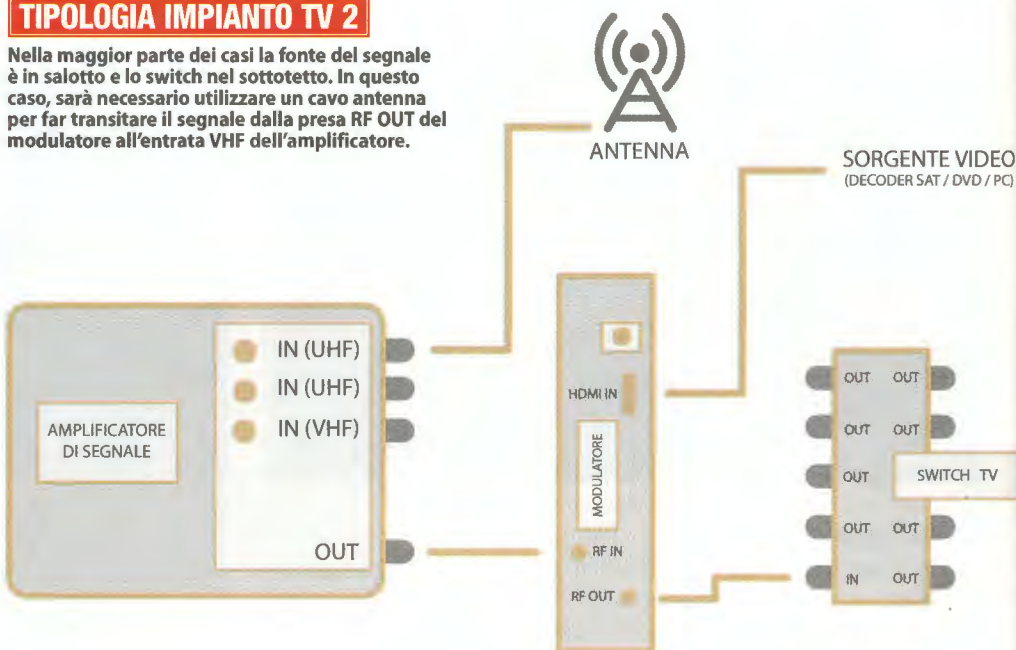 TIPOLOGIA IMPIANTO TV 2
Nella maggior parte dei casi la fonte del segnale
è in salotto e lo switch nel sottotetto. In questo
caso, sarà necessario utilizzare un cavo antenna
per far transitare il segnale dalla presa RF OUT del
modulatore all'entrata VHF dell'amplificatore.
ANTENNA
SORGENTE VIDEO
(DECODER SAT / DVD / PC)
AMPLIFICATORE
DI SEGNALE
IN (UHF)
IN (UHF)
IN (VHF)
OUT
HDMI IN
MODULATORE
RF IN
RF OUT
OUT OUT
OUT OUT
OUT SWITCH TV
OUT OUT
IN OUT